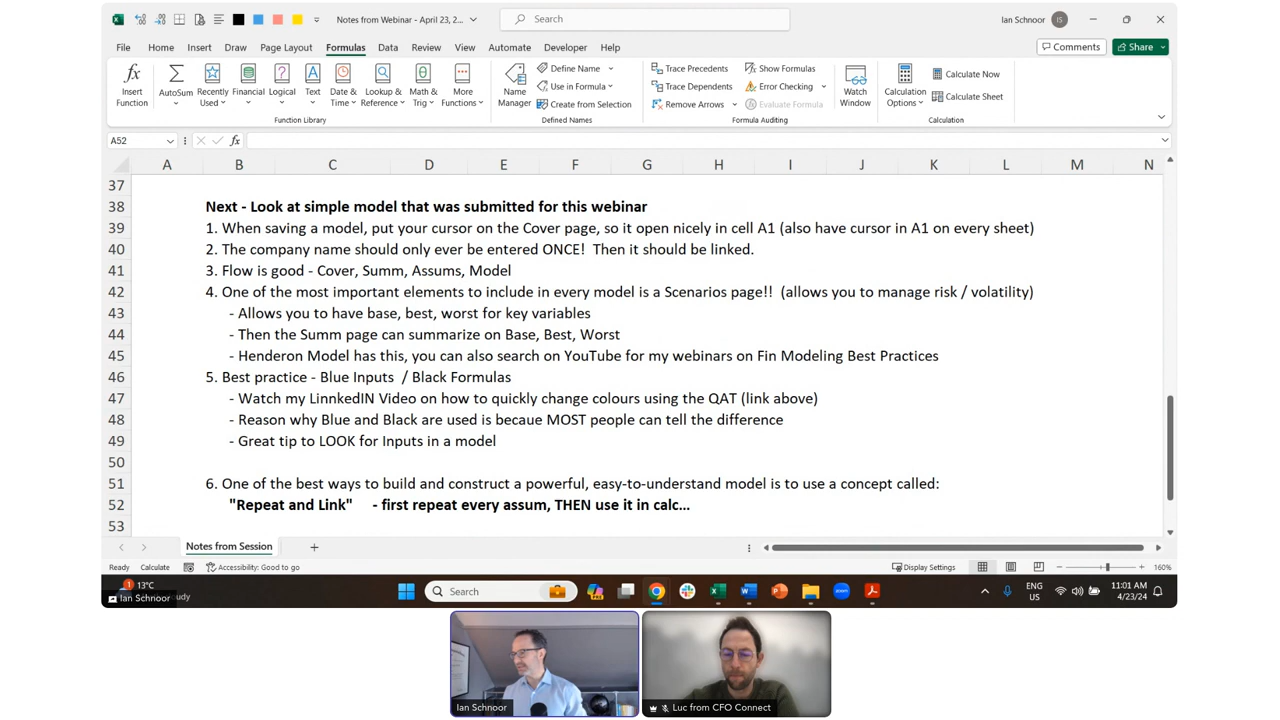 Notes from Webinar - April 23, 2...
Search
Ian Schnoor
IS
File Home Insert Draw Page Layout Formulas Data Review View Automate Developer Help
Comments Share
Insert Function
AutoSum
Recently Used
Financial
Logical
Text
Date & Time
Lookup & Reference
Math & Trig
More Functions
Function Library
Name Manager
Define Name
Use in Formula
Create from Selection
Defined Names
Trace Precedents
Trace Dependents
Remove Arrows
Show Formulas
Error Checking
Evaluate Formula
Formula Auditing
Watch Window
Calculation Options
Calculate Now
Calculate Sheet
Calculation
A52
fx
A B C D E F G H I J K L M N
37
38 Next - Look at simple model that was submitted for this webinar
39 1. When saving a model, put your cursor on the Cover page, so it open nicely in cell A1 (also have cursor in A1 on every sheet)
40 2. The company name should only ever be entered ONCE!  Then it should be linked.
41 3. Flow is good - Cover, Summ, Assums, Model
42 4. One of the most important elements to include in every model is a Scenarios page!!  (allows you to manage risk / volatility)
43 - Allows you to have base, best, worst for key variables
44 - Then the Summ page can summarize on Base, Best, Worst
45 - Henderon Model has this, you can also search on YouTube for my webinars on Fin Modeling Best Practices
46 5. Best practice - Blue Inputs  / Black Formulas
47 - Watch my LinnkedIN Video on how to quickly change colours using the QAT (link above)
48 - Reason why Blue and Black are used is becaue MOST people can tell the difference
49 - Great tip to LOOK for Inputs in a model
50
51 6. One of the best ways to build and construct a powerful, easy-to-understand model is to use a concept called:
52 "Repeat and Link"    - first repeat every assum, THEN use it in calc...
53
Notes from Session
Ready Calculate Accessibility: Good to go Display Settings 160%
1 13°C
Ian Schnoor
Search
ENG
US
11:01 AM
4/23/24
Ian Schnoor
Luc from CFO Connect